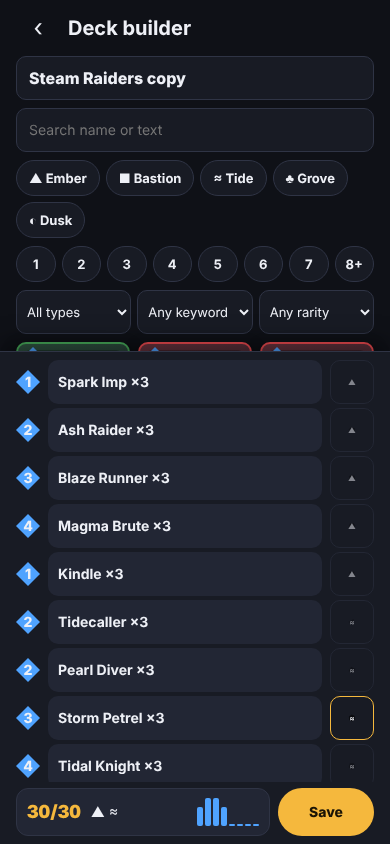 ‹ Deck builder
Steam Raiders copy
Search name or text
▲ Ember ■ Bastion ≈ Tide ♣ Grove
◖ Dusk
1 2 3 4 5 6 7 8+
All types Any keyword Any rarity
1 Spark Imp ×3 ▲
2 Ash Raider ×3 ▲
3 Blaze Runner ×3 ▲
4 Magma Brute ×3 ▲
1 Kindle ×3 ▲
2 Tidecaller ×3 ≈
2 Pearl Diver ×3 ≈
3 Storm Petrel ×3 ≈
4 Tidal Knight ×3 ≈
30/30 ▲ ≈ Save